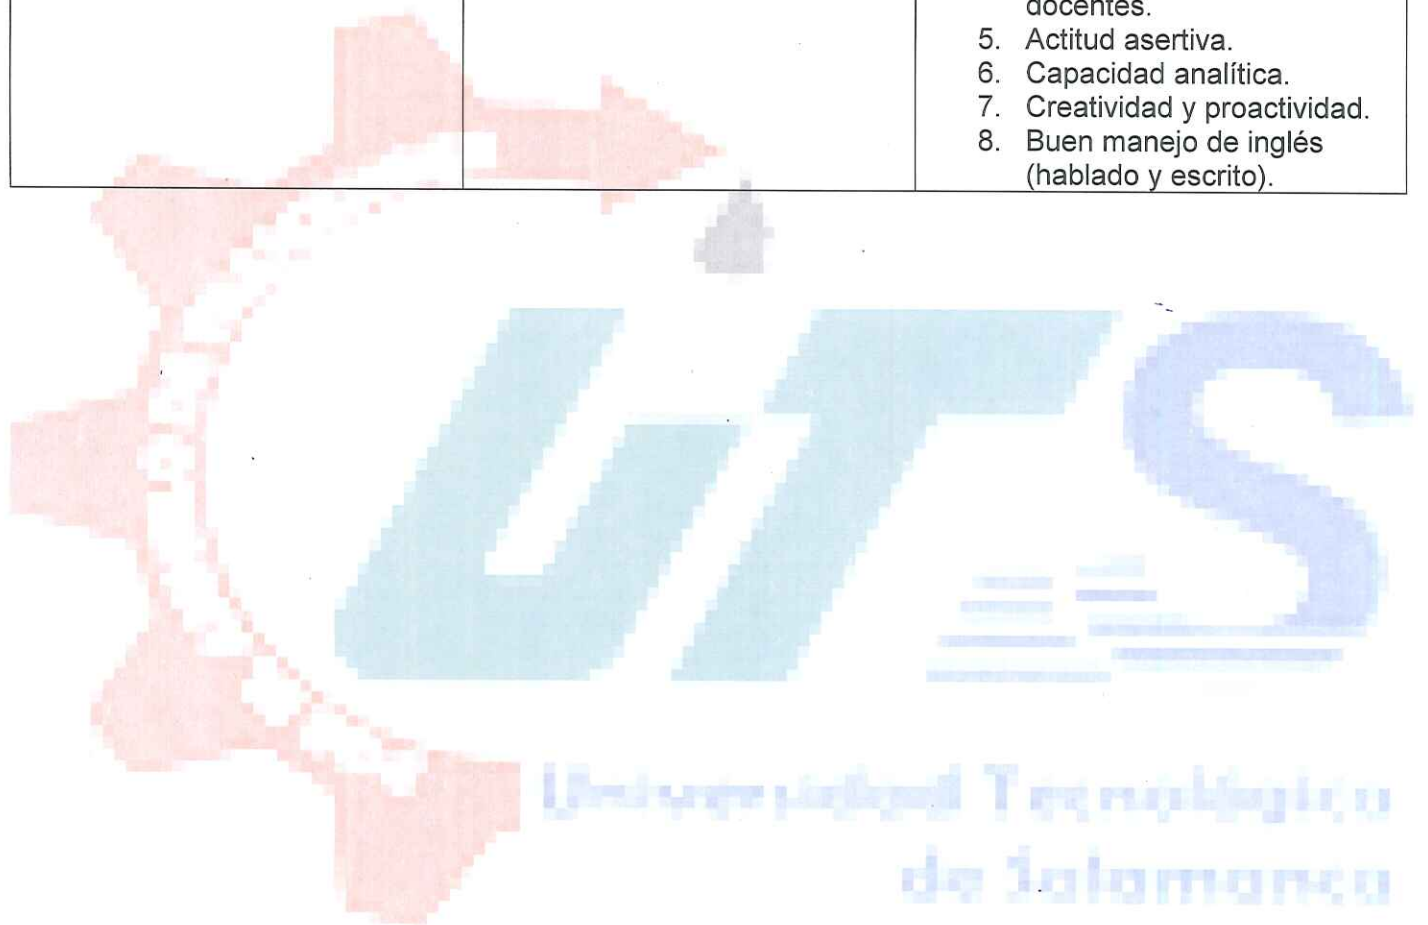 docentes.
5. Actitud asertiva.
6. Capacidad analítica.
7. Creatividad y proactividad.
8. Buen manejo de inglés
(hablado y escrito).
UTS
Universidad Tecnológica
de Salamanca